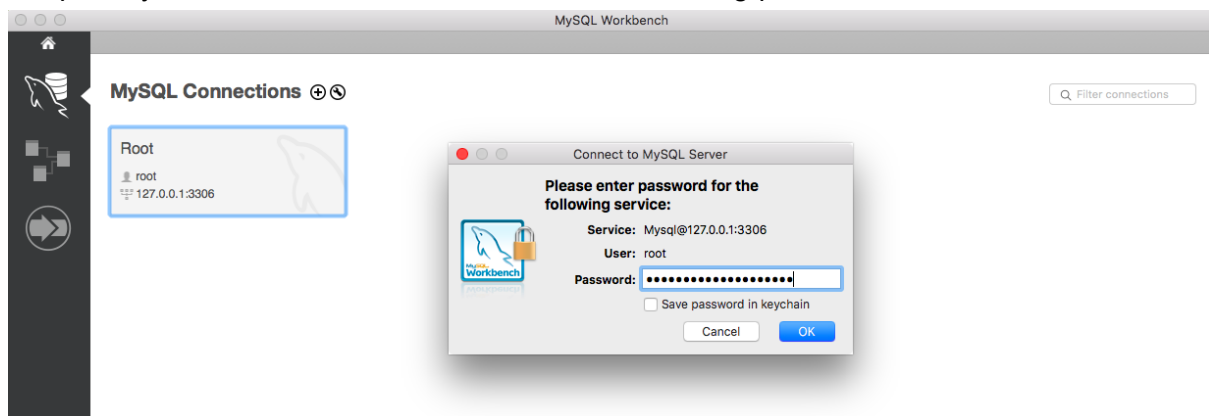 MySQL Workbench
MySQL Connections
Filter connections
Root
root
127.0.0.1:3306
Connect to MySQL Server
Please enter password for the
following service:
Service: Mysql@127.0.0.1:3306
User: root
Password: ••••••••••••••••••••
Save password in keychain
Cancel OK
MySQL
Workbench